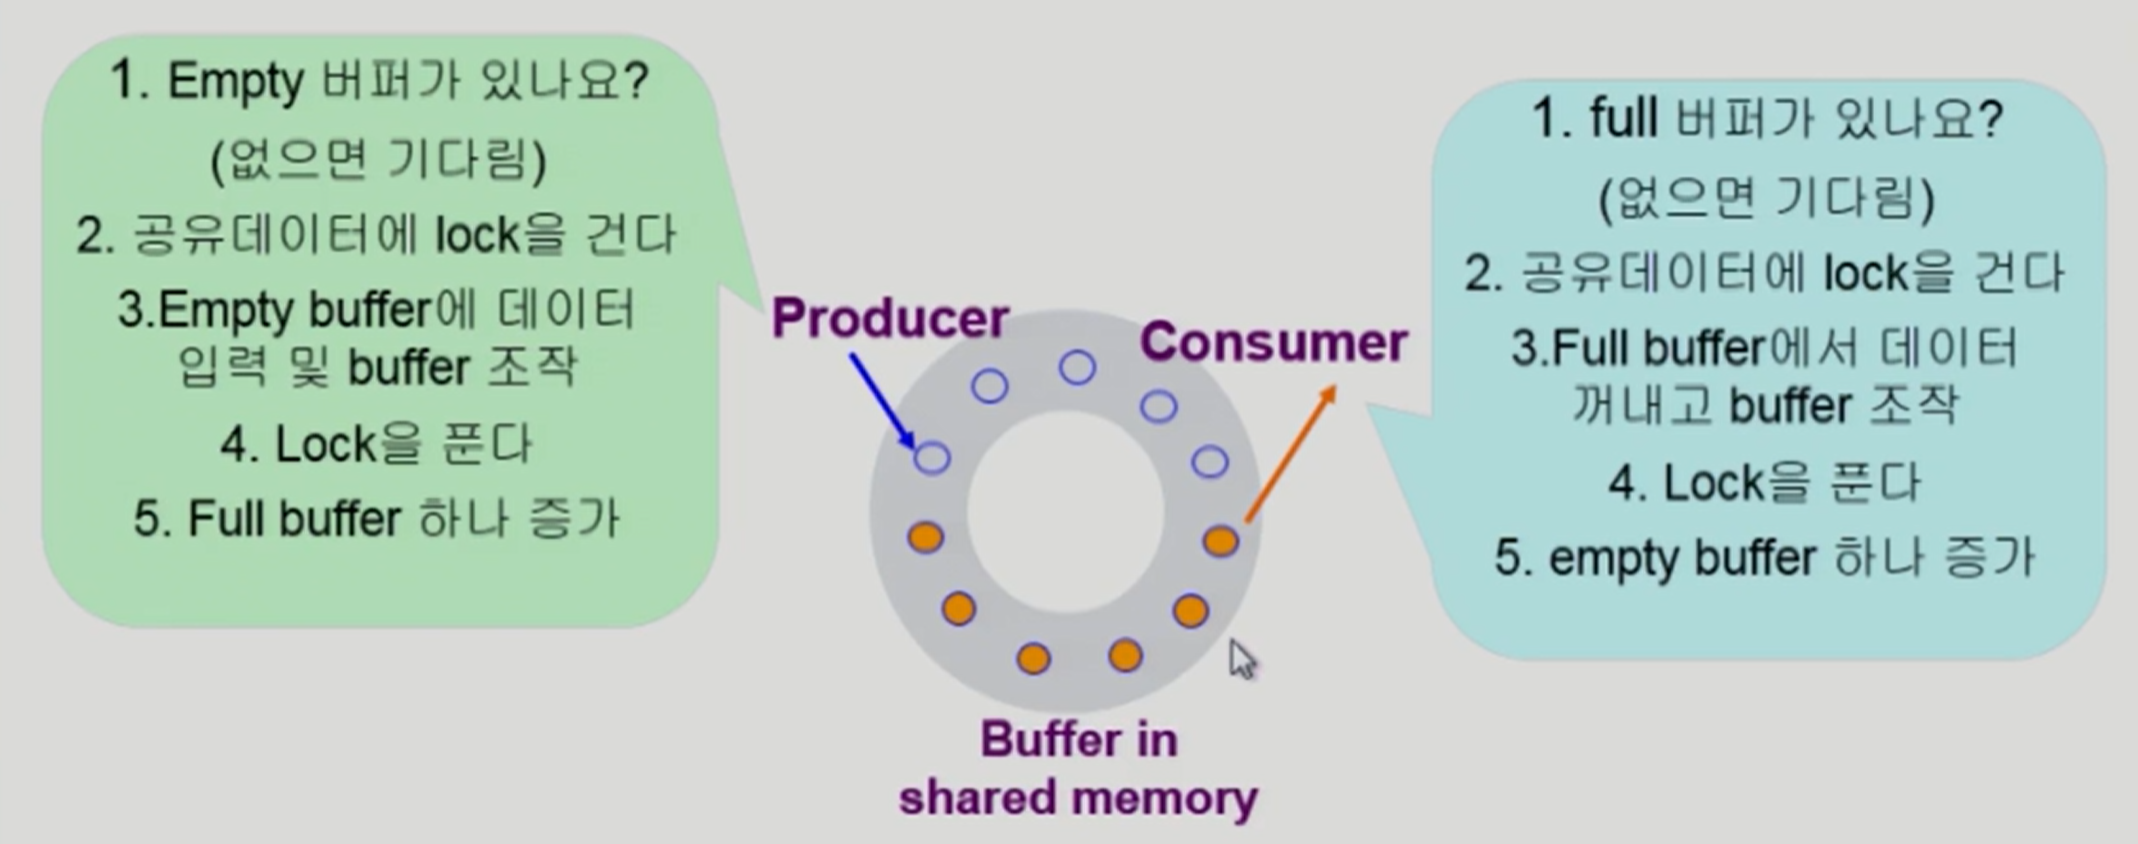 1. Empty 버퍼가 있나요?
(없으면 기다림)
2. 공유데이터에 lock을 건다
3.Empty buffer에 데이터
입력 및 buffer 조작
4. Lock을 푼다
5. Full buffer 하나 증가
Producer
Consumer
Buffer in
shared memory
1. full 버퍼가 있나요?
(없으면 기다림)
2. 공유데이터에 lock을 건다
3.Full buffer에서 데이터
꺼내고 buffer 조작
4. Lock을 푼다
5. empty buffer 하나 증가